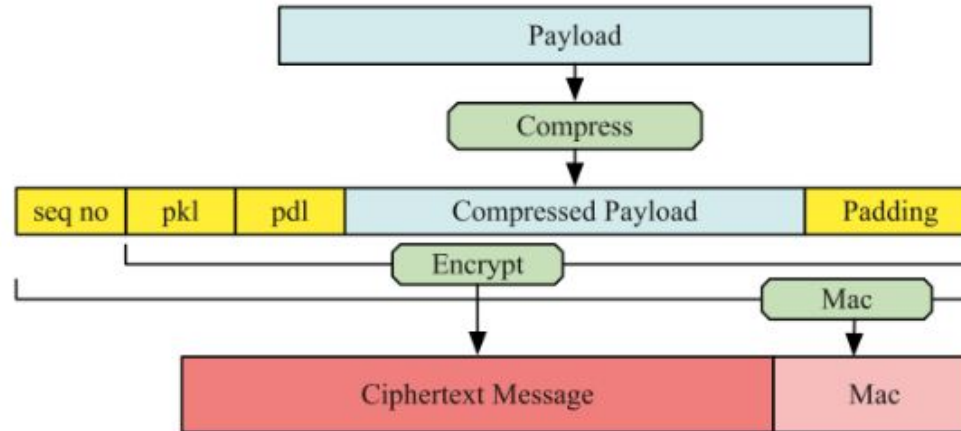 Payload
Compress
seq no pkl pdl Compressed Payload Padding
Encrypt
Mac
Ciphertext Message Mac